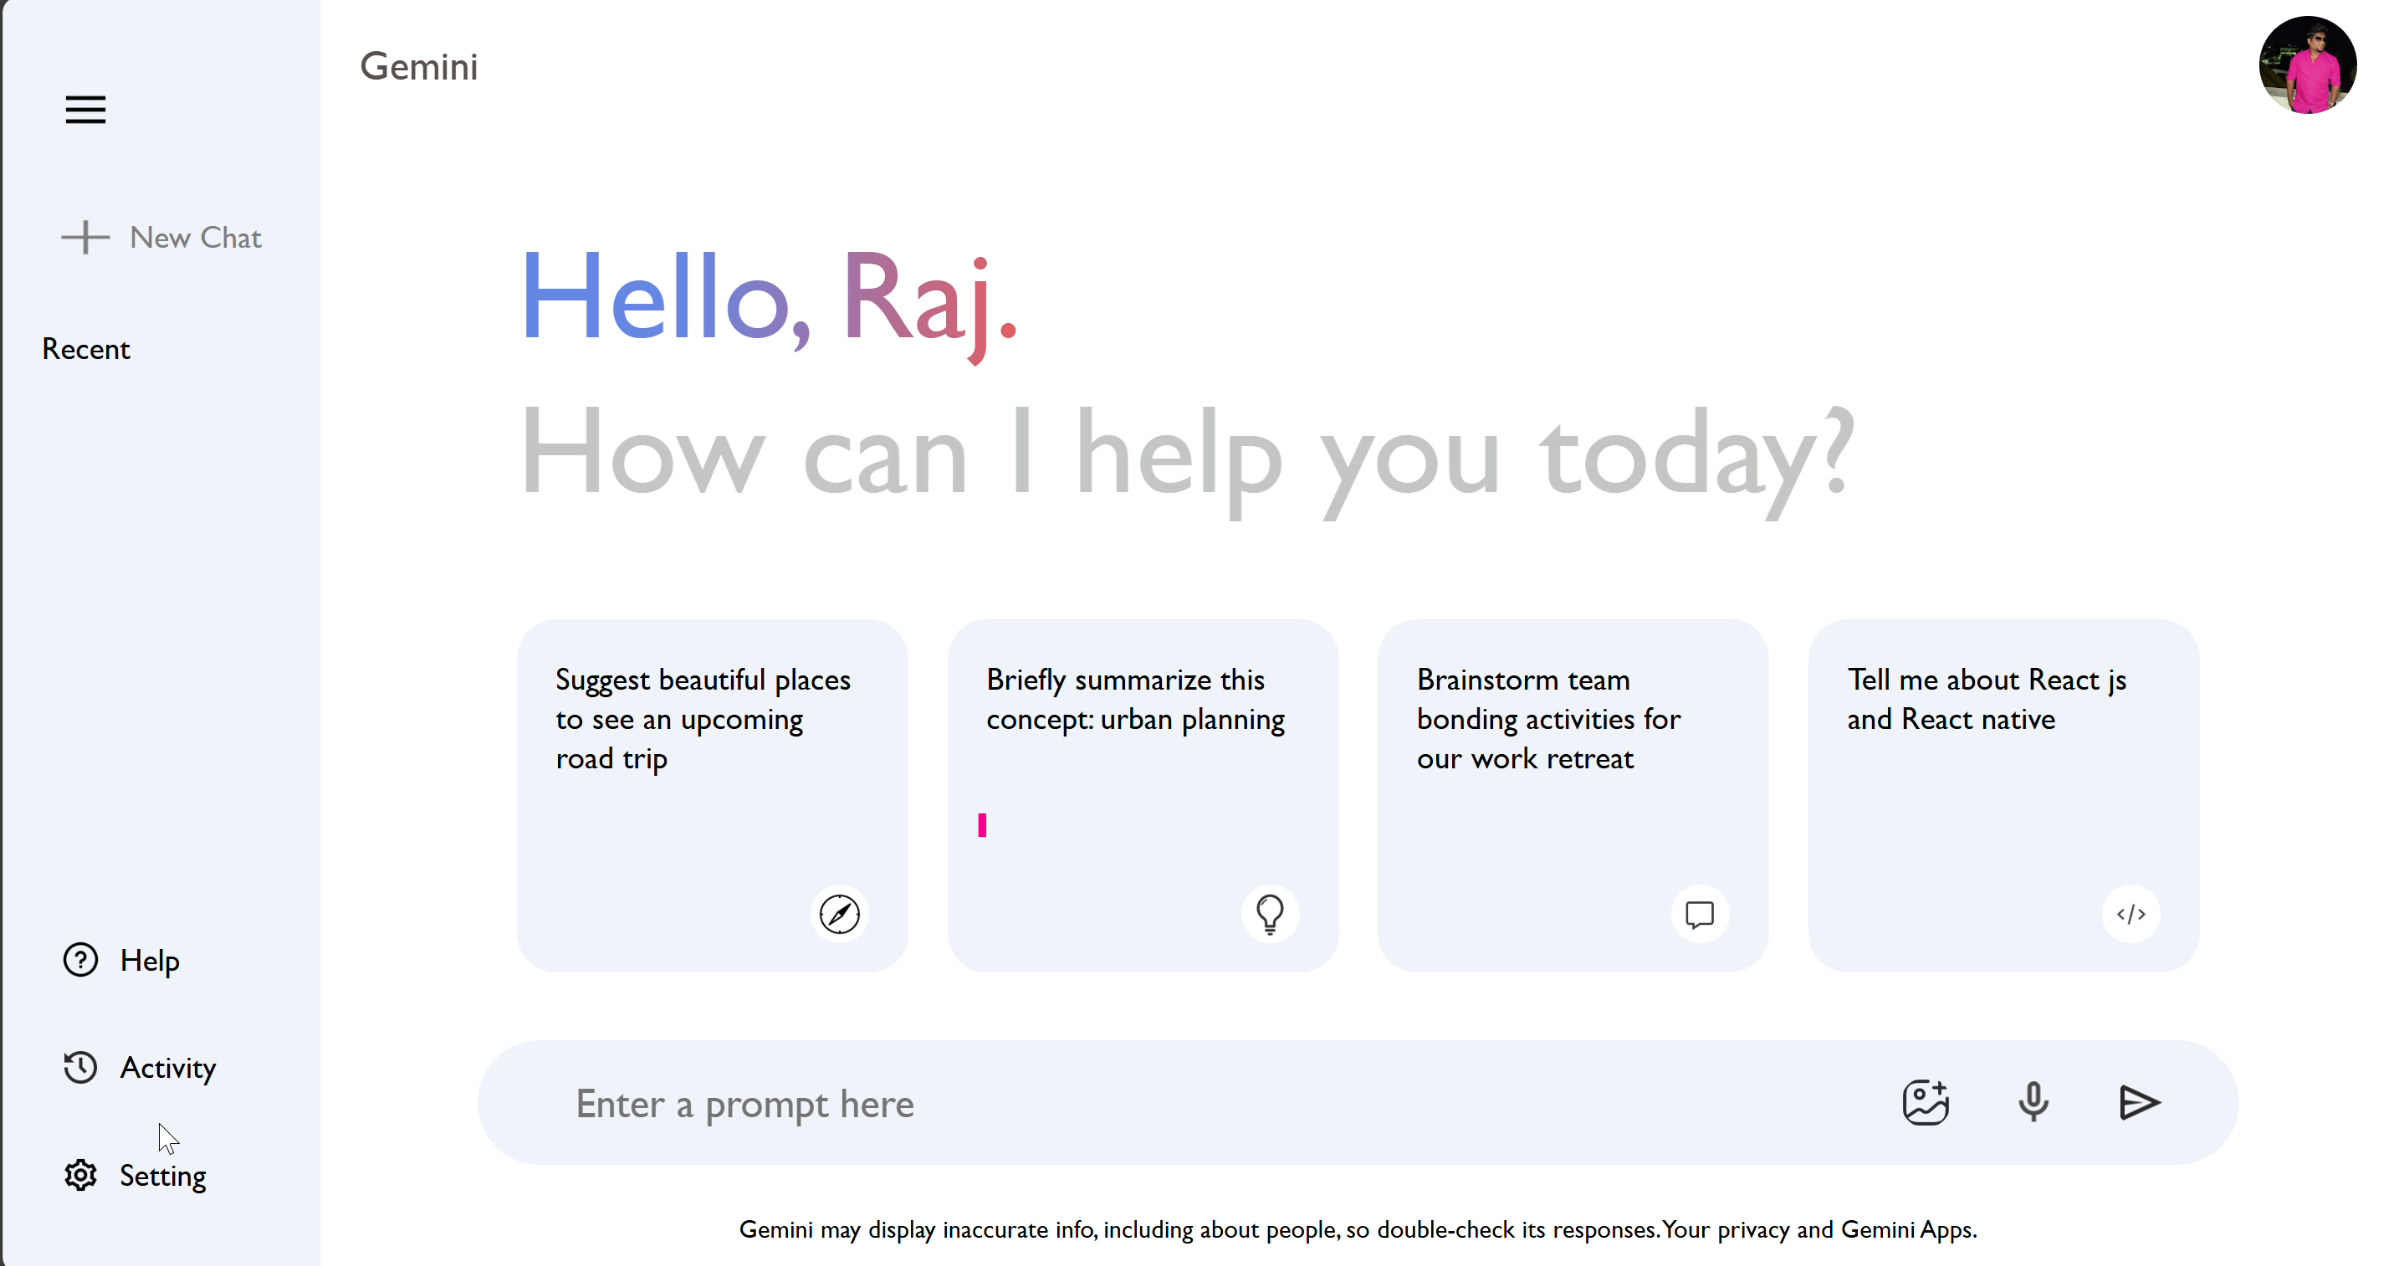 Gemini
New Chat
Recent
Hello, Raj.
How can I help you today?
Suggest beautiful places
to see an upcoming
road trip
Briefly summarize this
concept: urban planning
Brainstorm team
bonding activities for
our work retreat
Tell me about React js
and React native
Help
Activity
Setting
Enter a prompt here
Gemini may display inaccurate info, including about people, so double-check its responses.Your privacy and Gemini Apps.